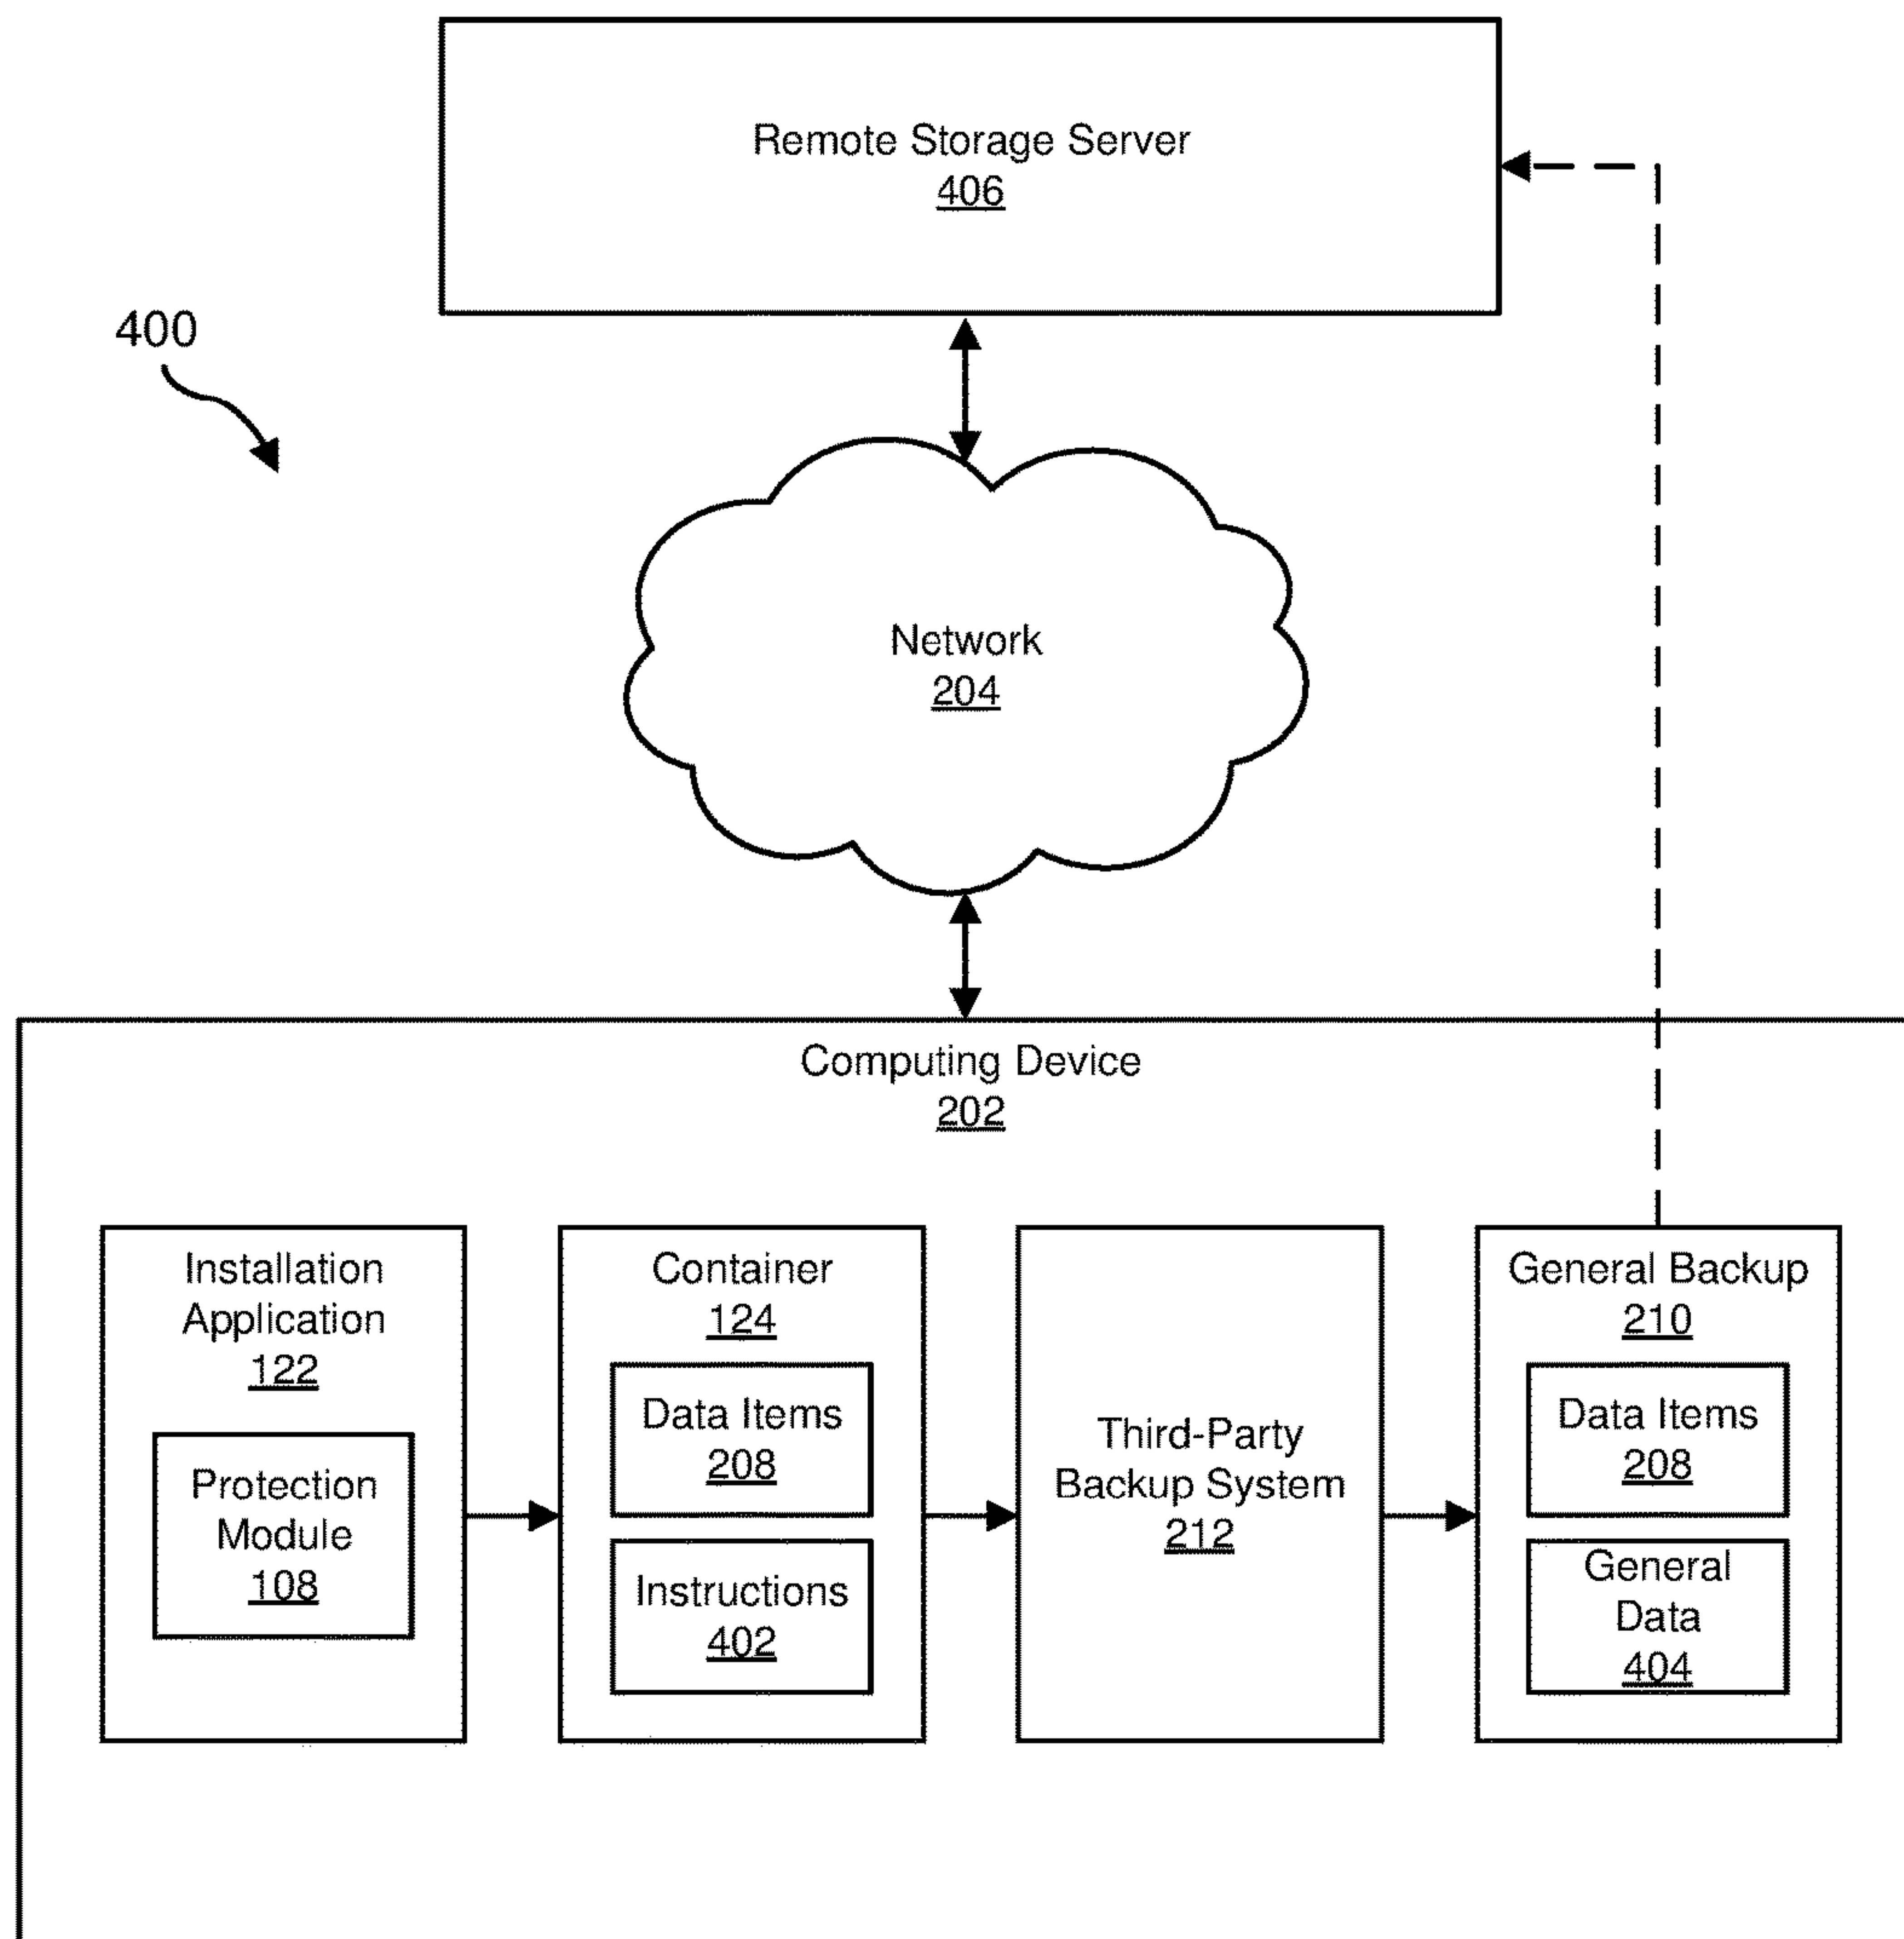 Remote Storage Server
406
400
Network
204
Computing Device
202
Installation
Application
122
Protection
Module
108
Container
124
Data Items
208
Instructions
402
Third-Party
Backup System
212
General Backup
210
Data Items
208
General
Data
404